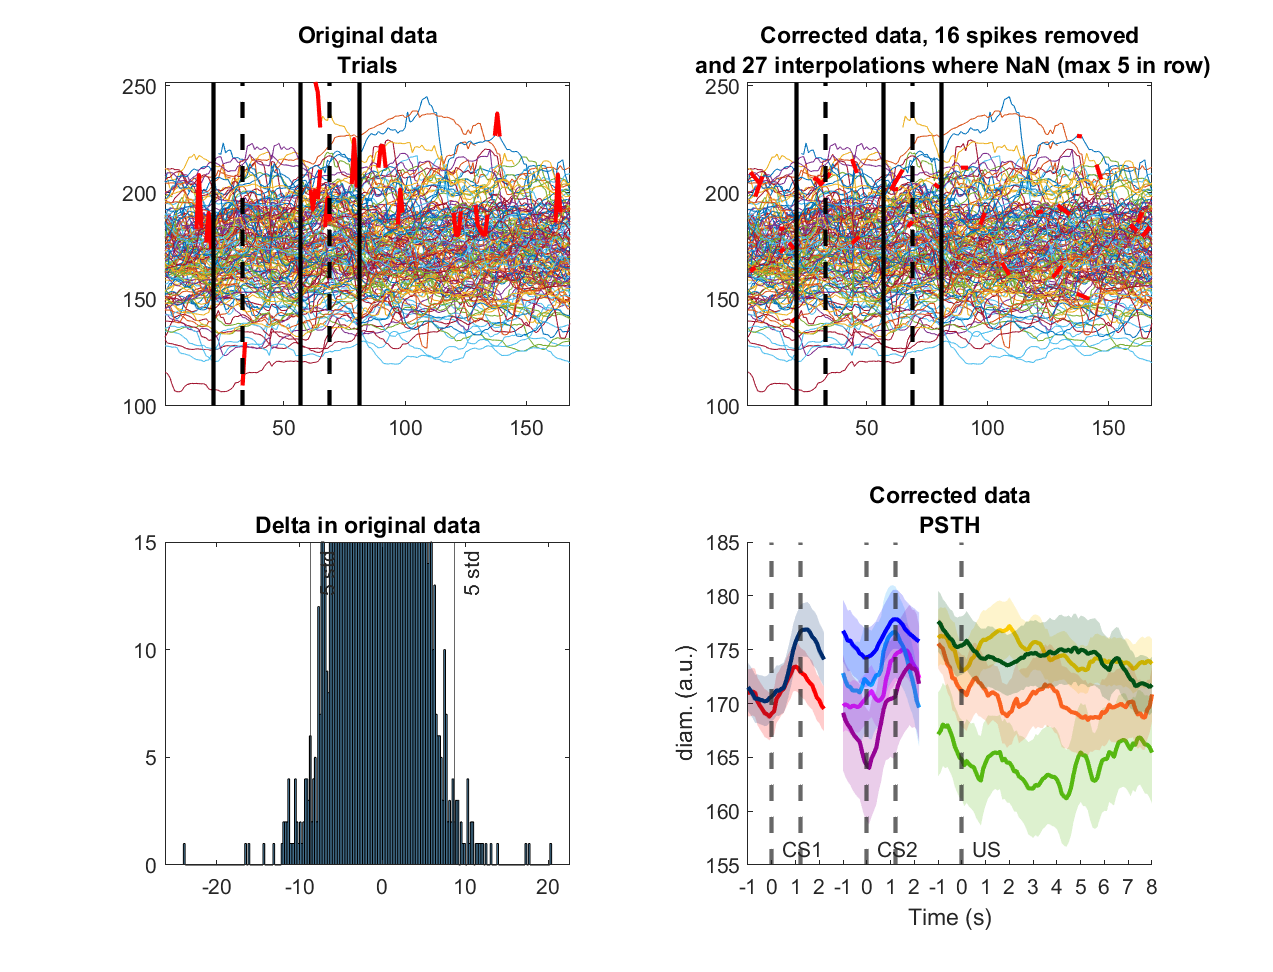 Original data
Trials
250
200
150
100
50
100
150
Corrected data, 16 spikes removed
and 27 interpolations where NaN (max 5 in row)
250
200
150
100
50
100
150
Delta in original data
15
10
5
0
5 std
5 std
-20
-10
0
10
20
Corrected data
PSTH
diam. (a.u.)
185
180
175
170
165
160
155
CS1
CS2
US
-1 0 1 2 -1 0 1 2 -1 0 1 2 3 4 5 6 7 8
Time (s)